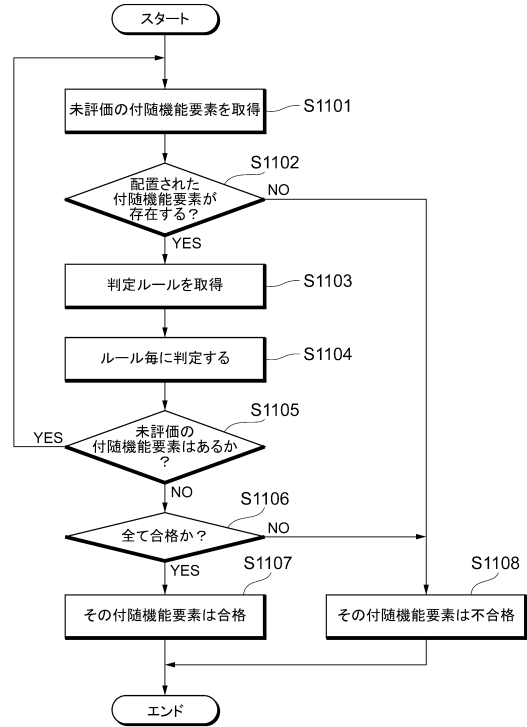 スタート
未評価の付随機能要素を取得
S1101
S1102
配置された
付随機能要素が
存在する？
NO
YES
判定ルールを取得
S1103
ルール毎に判定する
S1104
S1105
YES
未評価の
付随機能要素はあるか
？
NO
S1106
全て合格か？
NO
YES
S1107
その付随機能要素は合格
S1108
その付随機能要素は不合格
エンド